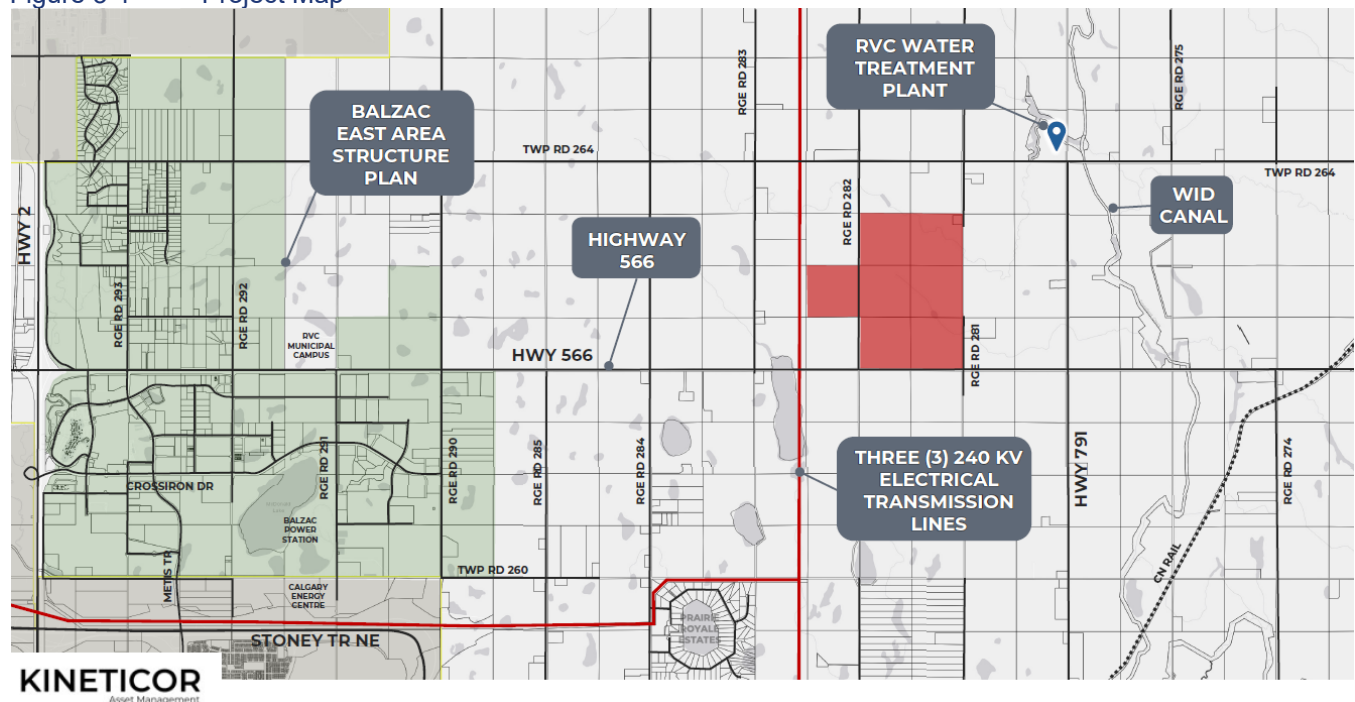 Figure 3-1 Project Map
RGE RD 283
RVC WATER
TREATMENT
PLANT
RGE RD 275
BALZAC
EAST AREA
STRUCTURE
PLAN
TWP RD 264
TWP RD 264
WID
CANAL
HWY 2
RGE RD 282
HIGHWAY
566
RGE RD 293
RGE RD 292
RVC
MUNICIPAL
CAMPUS
HWY 566
RGE RD 281
RGE RD 291
RGE RD 290
RGE RD 285
RGE RD 284
THREE (3) 240 KV
ELECTRICAL
TRANSMISSION
LINES
HWY 791
RGE RD 274
CROSSIRON DR
BALZAC
POWER
STATION
METIS TR
TWP RD 260
CN RAIL
CALGARY
ENERGY
CENTRE
PRAIRIE
ROYALE
ESTATES
STONEY TR NE
KINETICOR
Asset Management